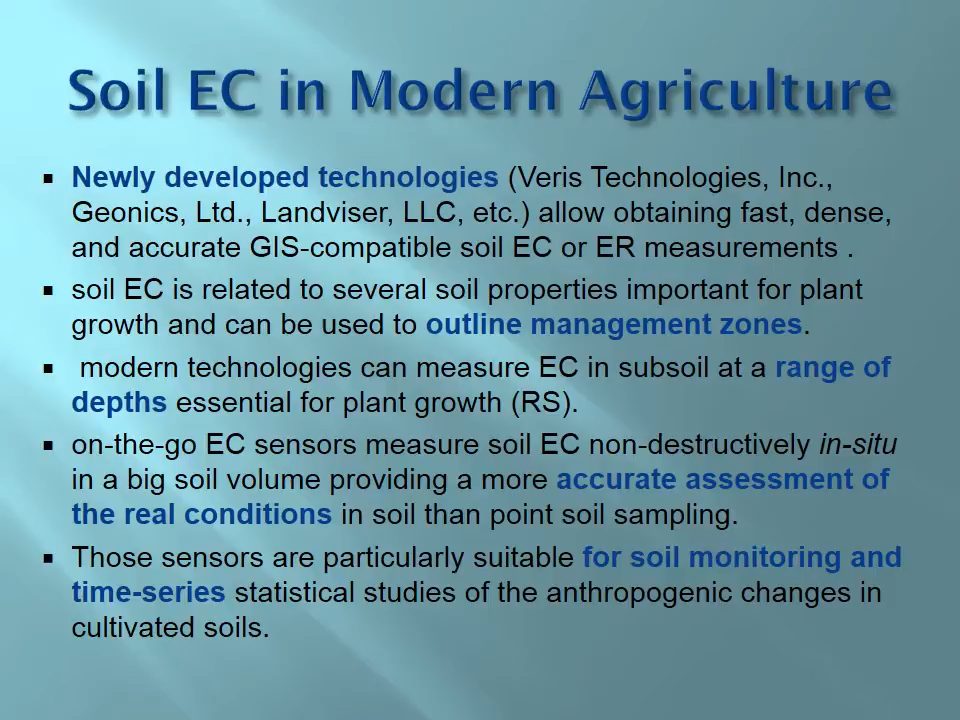 Soil EC in Modern Agriculture
▪ Newly developed technologies (Veris Technologies, Inc.,
Geonics, Ltd., Landviser, LLC, etc.) allow obtaining fast, dense,
and accurate GIS-compatible soil EC or ER measurements .
▪ soil EC is related to several soil properties important for plant
growth and can be used to outline management zones.
▪ modern technologies can measure EC in subsoil at a range of
depths essential for plant growth (RS).
▪ on-the-go EC sensors measure soil EC non-destructively in-situ
in a big soil volume providing a more accurate assessment of
the real conditions in soil than point soil sampling.
▪ Those sensors are particularly suitable for soil monitoring and
time-series statistical studies of the anthropogenic changes in
cultivated soils.